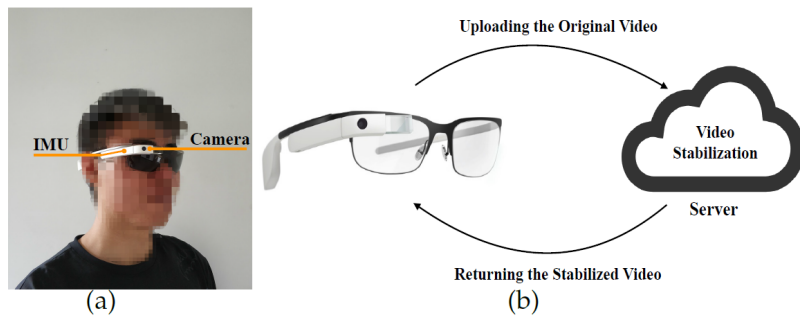 IMU
Camera
(a)
Uploading the Original Video
Video
Stabilization
Server
Returning the Stabilized Video
(b)